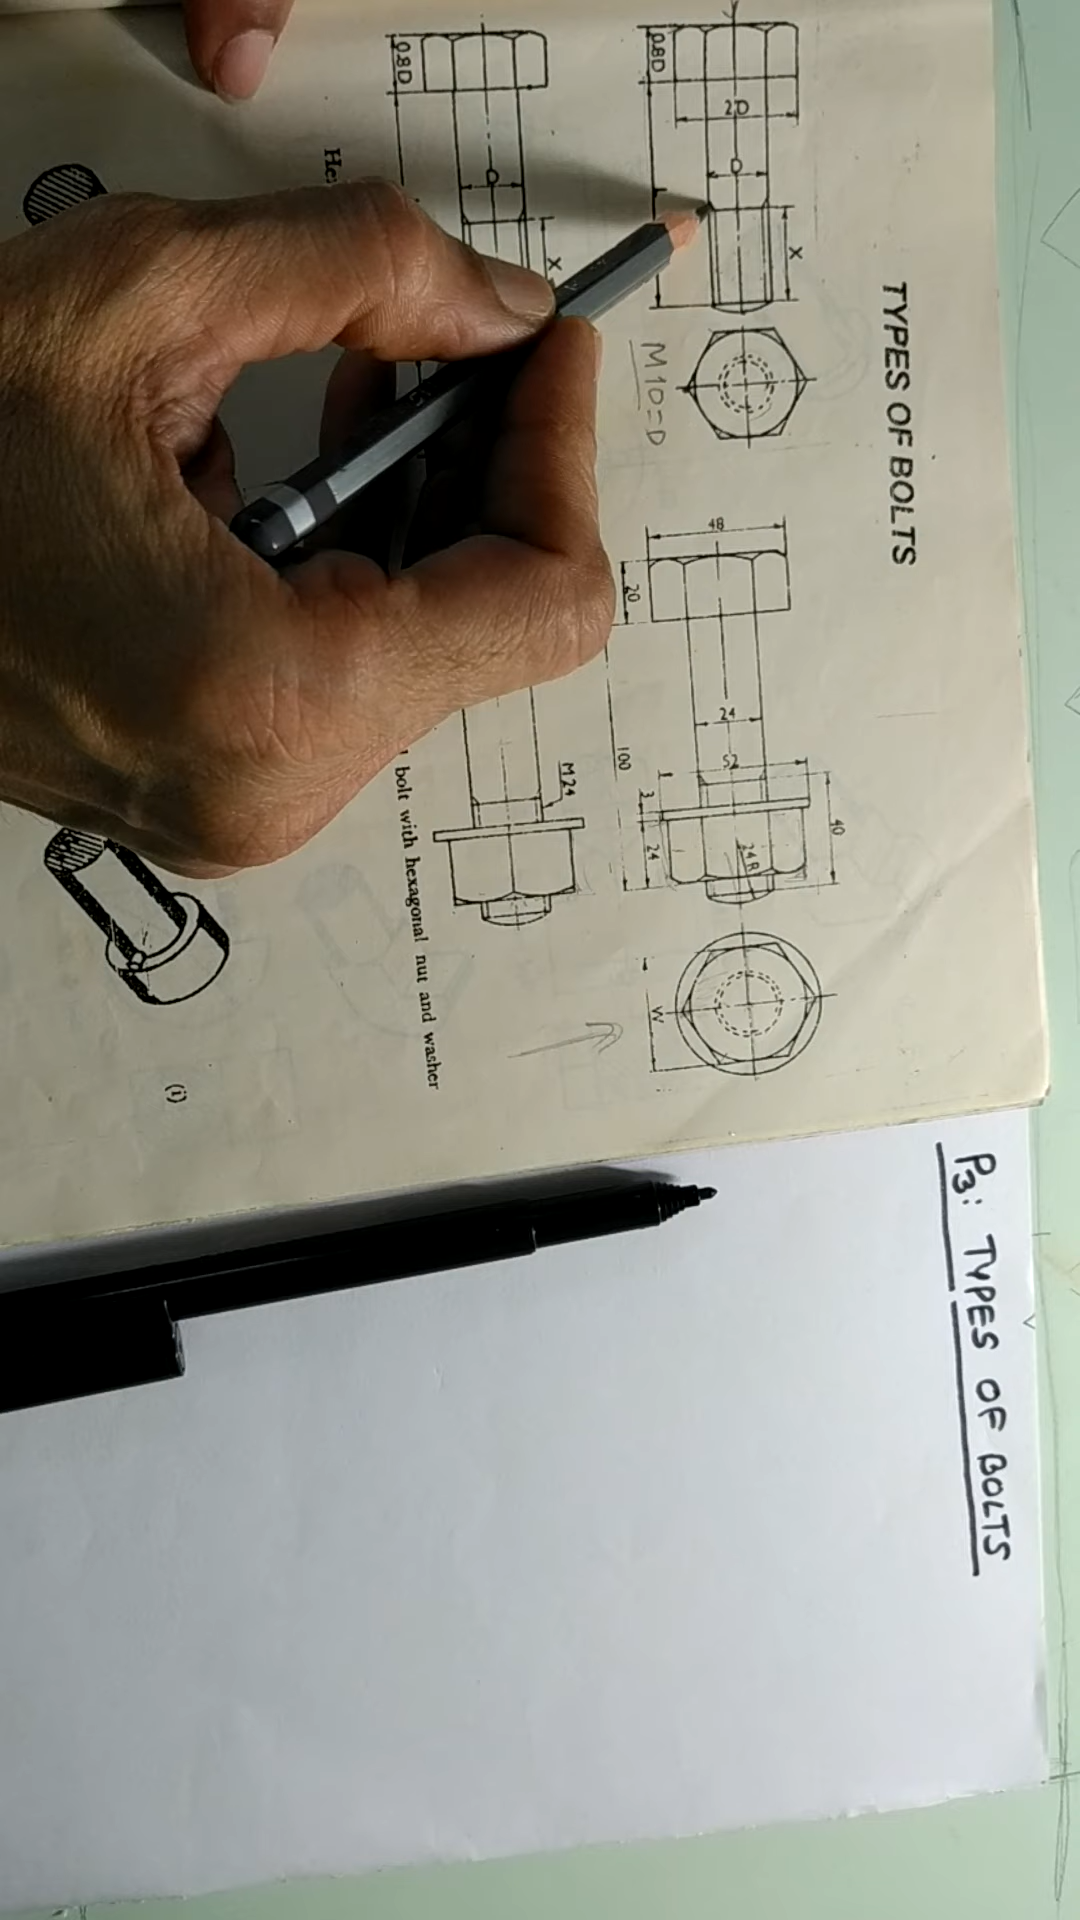 TYPES OF BOLTS
0.8D
2D
D
X
L
M10=D
48
20
24
52
100
3
24
24R
40
W
0.8D
D
X
M24
bolt with hexagonal nut and washer
(i)
P3: TYPES OF BOLTS